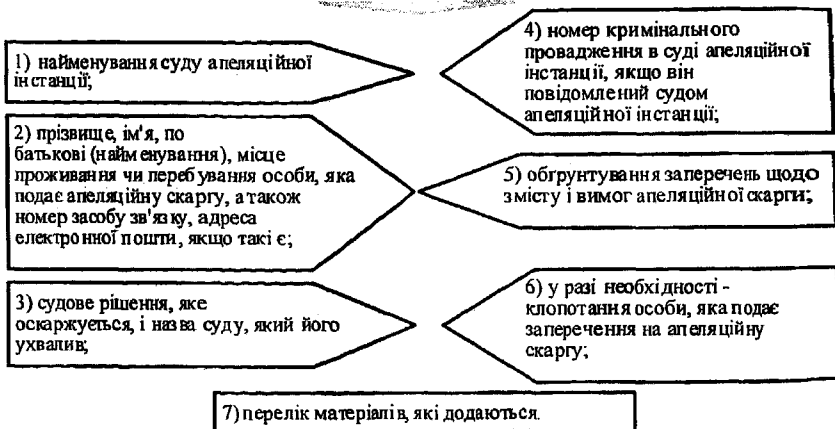 1) найменування суду апеляційної
інстанції;
2) прізвище, ім'я, по
батькові (найменування), місце
проживання чи перебування особи, яка
подає апеляційну скаргу, а також
номер засобу зв'язку, адреса
електронної пошти, якщо такі є;
3) судове рішення, яке
оскаржується, і назва суду, який його
ухвалив;
4) номер кримінального
провадження в суді апеляційної
інстанції, якщо він
повідомлений судом
апеляційної інстанції;
5) обґрунтування заперечень щодо
змісту і вимог апеляційної скарги;
6) у разі необхідності -
клопотання особи, яка подає
заперечення на апеляційну
скаргу;
7) перелік матеріалів, які додаються.